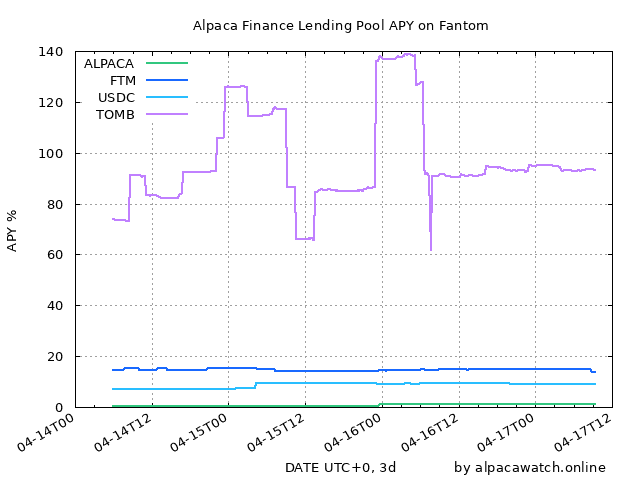 Alpaca Finance Lending Pool APY on Fantom
140
120
100
80
60
40
20
0
APY %
ALPACA
FTM
USDC
TOMB
04-14T00
04-14T12
04-15T00
04-15T12
04-16T00
04-16T12
04-17T00
04-17T12
DATE UTC+0, 3d
by alpacawatch.online